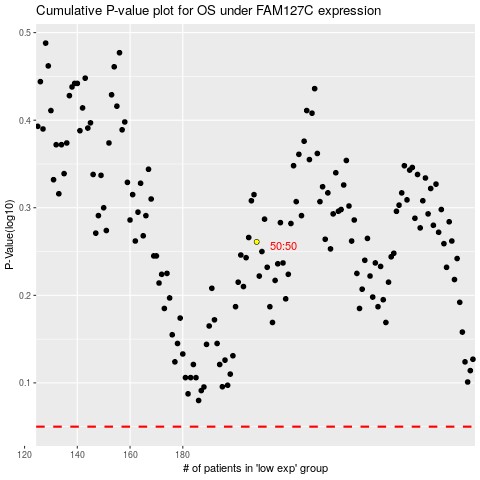 Cumulative P-value plot for OS under FAM127C expression
P-Value(log10)
0.5
0.4
0.3
0.2
0.1
50:50
120 140 160 180
# of patients in 'low exp' group